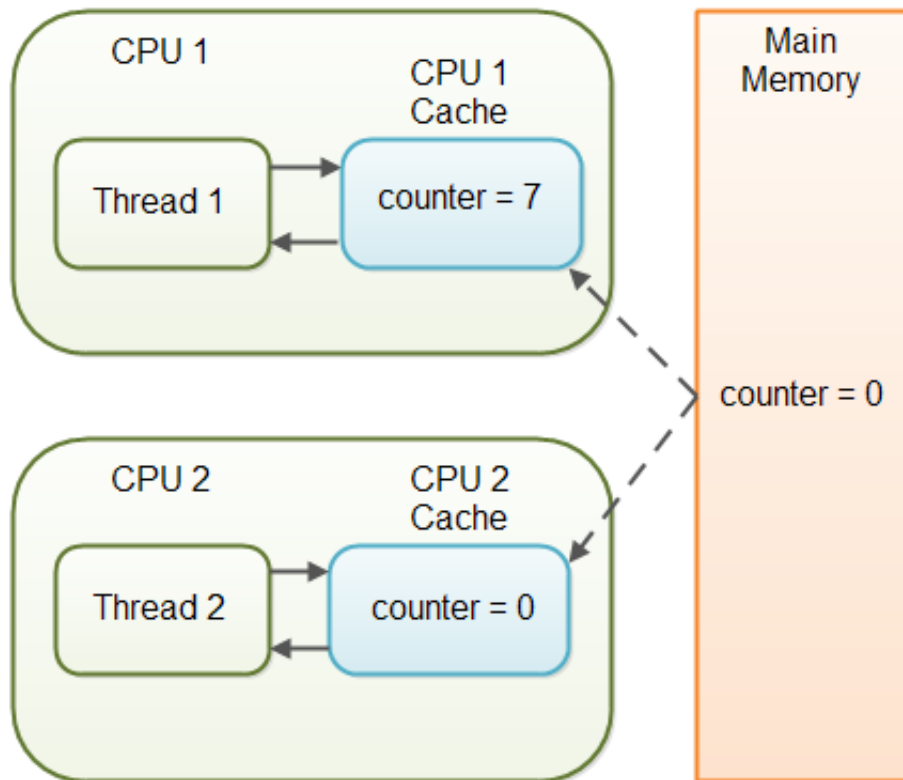 CPU 1
CPU 1
Cache
Thread 1
counter = 7
Main
Memory
counter = 0
CPU 2
CPU 2
Cache
Thread 2
counter = 0